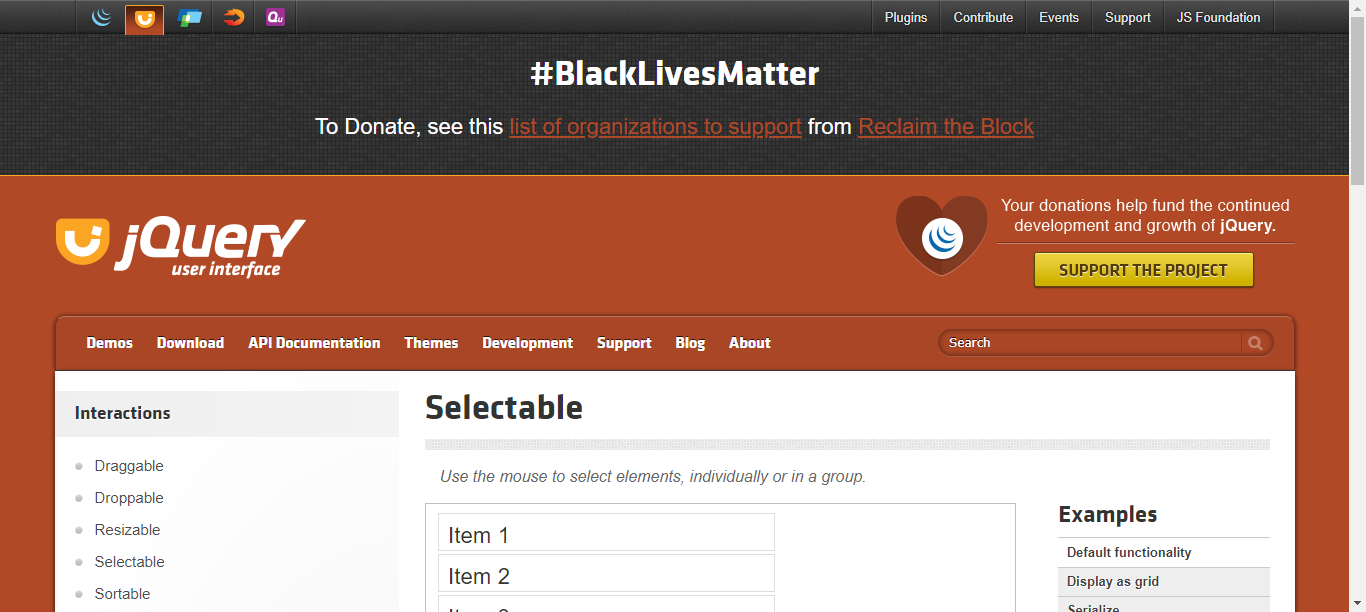 Qu
Plugins Contribute Events Support JS Foundation
#BlackLivesMatter
To Donate, see this list of organizations to support from Reclaim the Block
jQuery
user interface
Your donations help fund the continued
development and growth of jQuery.
SUPPORT THE PROJECT
Demos Download API Documentation Themes Development Support Blog About Search
Interactions
Draggable
Droppable
Resizable
Selectable
Sortable
Selectable
Use the mouse to select elements, individually or in a group.
Item 1
Item 2
Examples
Default functionality
Display as grid
Serialize